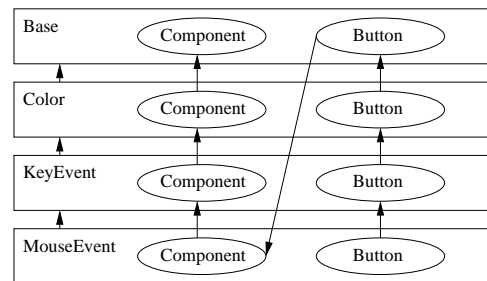 Base
Component Button
Color
Component Button
KeyEvent
Component Button
MouseEvent
Component Button